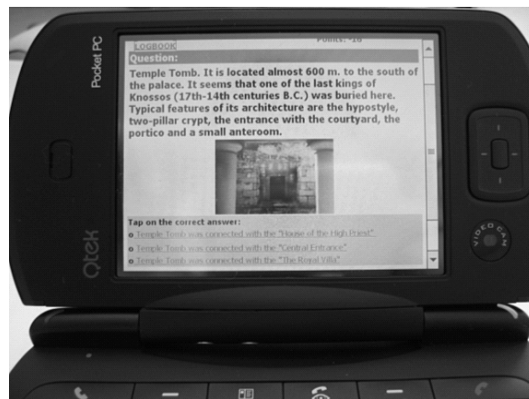 LOGBOOK
Points: -10
Question:
Temple Tomb. It is located almost 600 m. to the south of
the palace. It seems that one of the last kings of
Knossos (17th-14th centuries B.C.) was buried here.
Typical features of its architecture are the hypostyle,
two-pillar crypt, the entrance with the courtyard, the
portico and a small anteroom.
Tap on the correct answer:
o Temple Tomb was connected with the "House of the High Priest"
o Temple Tomb was connected with the "Central Entrance"
o Temple Tomb was connected with the "The Royal Villa"
Pocket PC
Qtek
VIDEO CAM